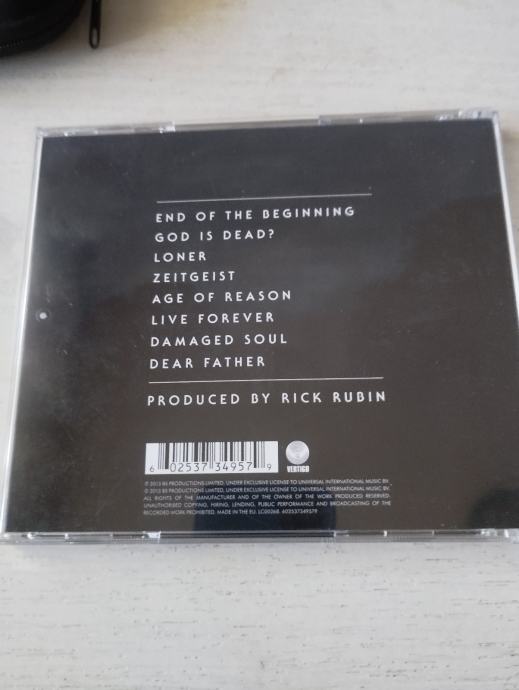 END OF THE BEGINNING
GOD IS DEAD?
LONER
ZEITGEIST
AGE OF REASON
LIVE FOREVER
DAMAGED SOUL
DEAR FATHER
PRODUCED BY RICK RUBIN
6 02537 34957 9
VERTIGO
℗ 2013 BS PRODUCTIONS LIMITED, UNDER EXCLUSIVE LICENSE TO UNIVERSAL INTERNATIONAL MUSIC BV.
© 2013 BS PRODUCTIONS LIMITED, UNDER EXCLUSIVE LICENSE TO UNIVERSAL INTERNATIONAL MUSIC BV.
ALL RIGHTS OF THE MANUFACTURER AND OF THE OWNER OF THE WORK PRODUCED RESERVED.
UNAUTHORISED COPYING, HIRING, LENDING, PUBLIC PERFORMANCE AND BROADCASTING OF THE
RECORDED WORK PROHIBITED. MADE IN THE EU. LC00268. 602537349579